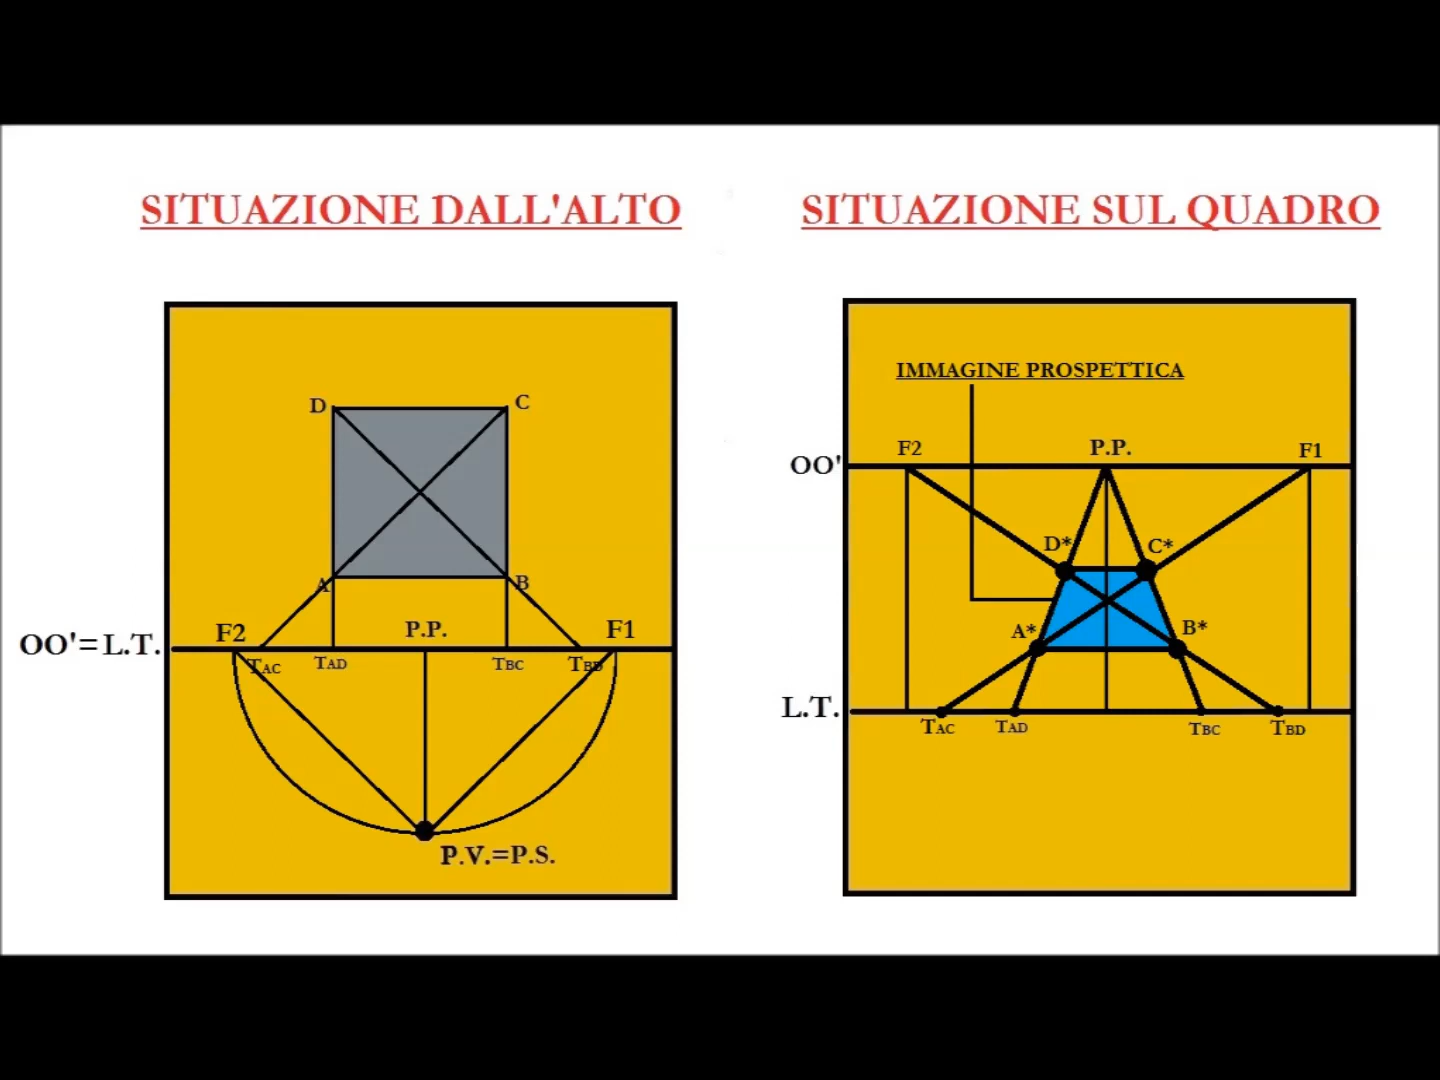 SITUAZIONE DALL'ALTO
D
C
A
B
F2
P.P.
F1
OO'= L.T.
TAC
TAD
TBC
TBD
P.V.=P.S.
SITUAZIONE SUL QUADRO
IMMAGINE PROSPETTICA
F2
P.P.
F1
OO'
D*
C*
A*
B*
L.T.
TAC
TAD
TBC
TBD